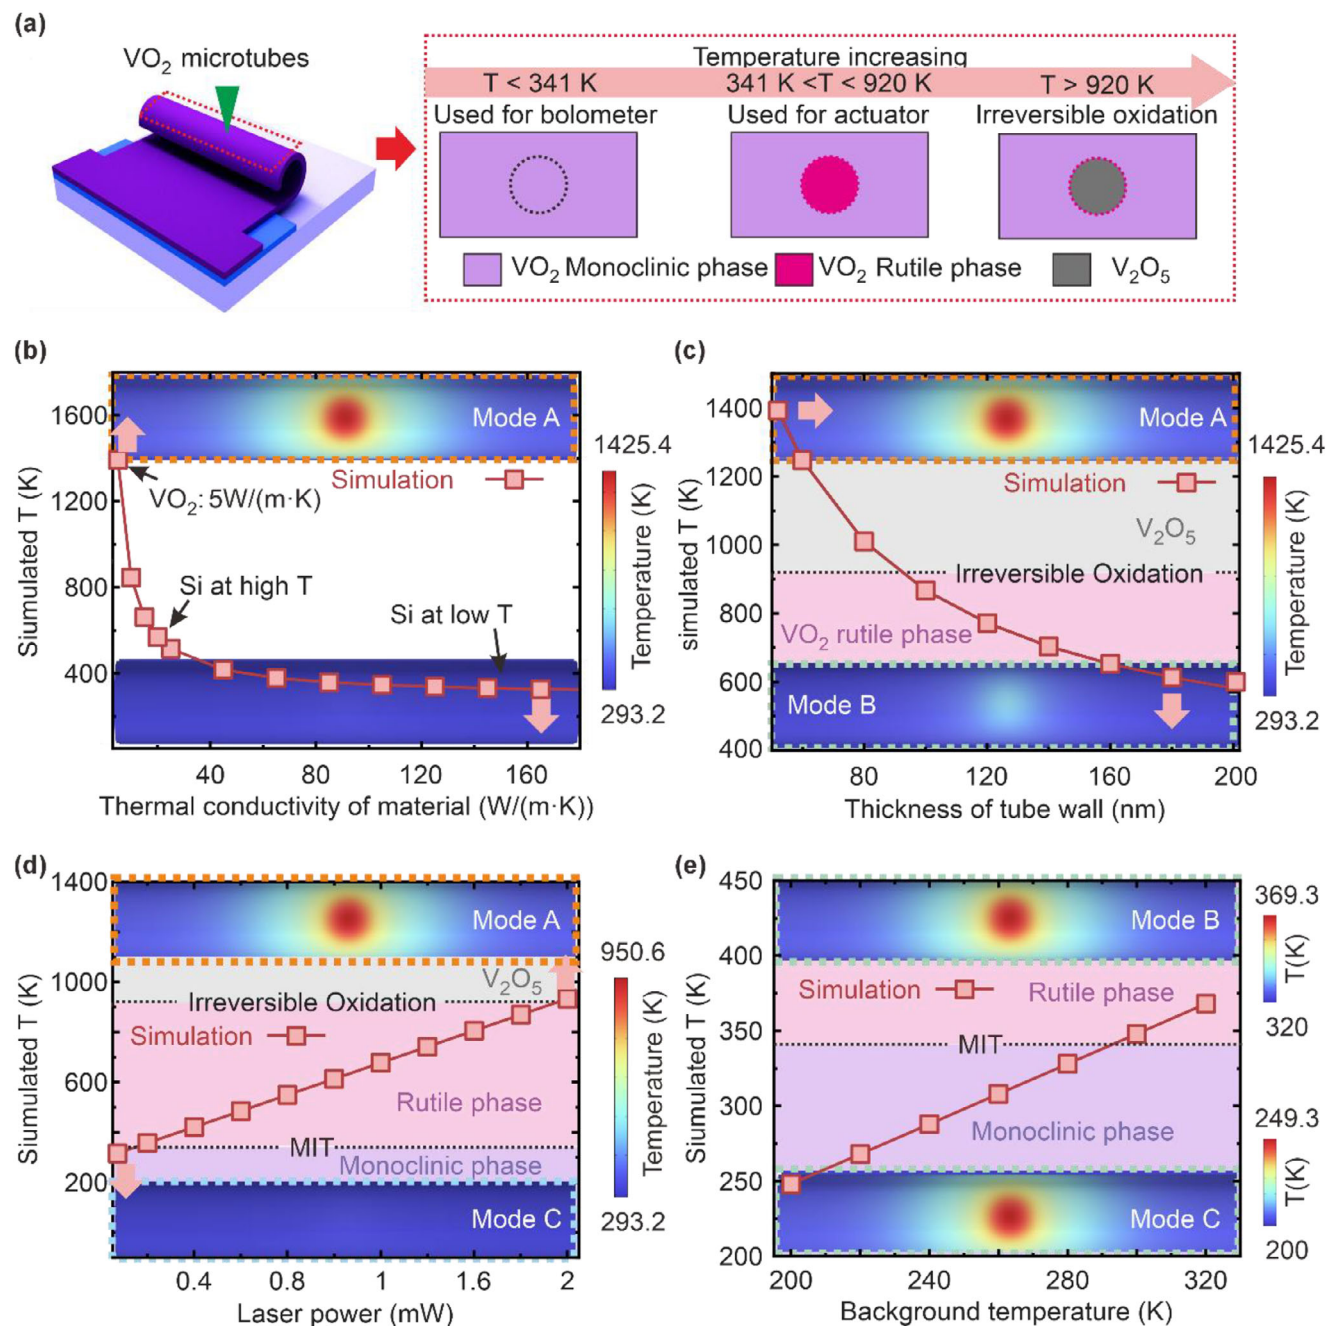 (a)
VO2 microtubes
Temperature increasing
T < 341 K 341 K <T < 920 K T > 920 K
Used for bolometer Used for actuator Irreversible oxidation
VO2 Monoclinic phase VO2 Rutile phase V2O5
(b)
Siumulated T (K)
1600
1200
800
400
Mode A
Simulation
VO2: 5W/(m·K)
Si at high T
Si at low T
40 80 120 160
Thermal conductivity of material (W/(m·K))
1425.4
Temperature (K)
293.2
(c)
simulated T (K)
1400
1200
1000
800
600
400
Mode A
Simulation
V2O5
Irreversible Oxidation
VO2 rutile phase
Mode B
80 120 160 200
Thickness of tube wall (nm)
1425.4
Temperature (K)
293.2
(d)
Siumulated T (K)
1400
1000
600
200
Mode A
V2O5
Irreversible Oxidation
Simulation
Rutile phase
MIT
Monoclinic phase
Mode C
0.4 0.8 1 1.6 2
Laser power (mW)
950.6
Temperature (K)
293.2
(e)
Siumulated T (K)
450
400
350
300
250
200
Mode B
Simulation
Rutile phase
MIT
Monoclinic phase
Mode C
200 240 280 320
Background temperature (K)
369.3
T(K)
320
249.3
T(K)
200